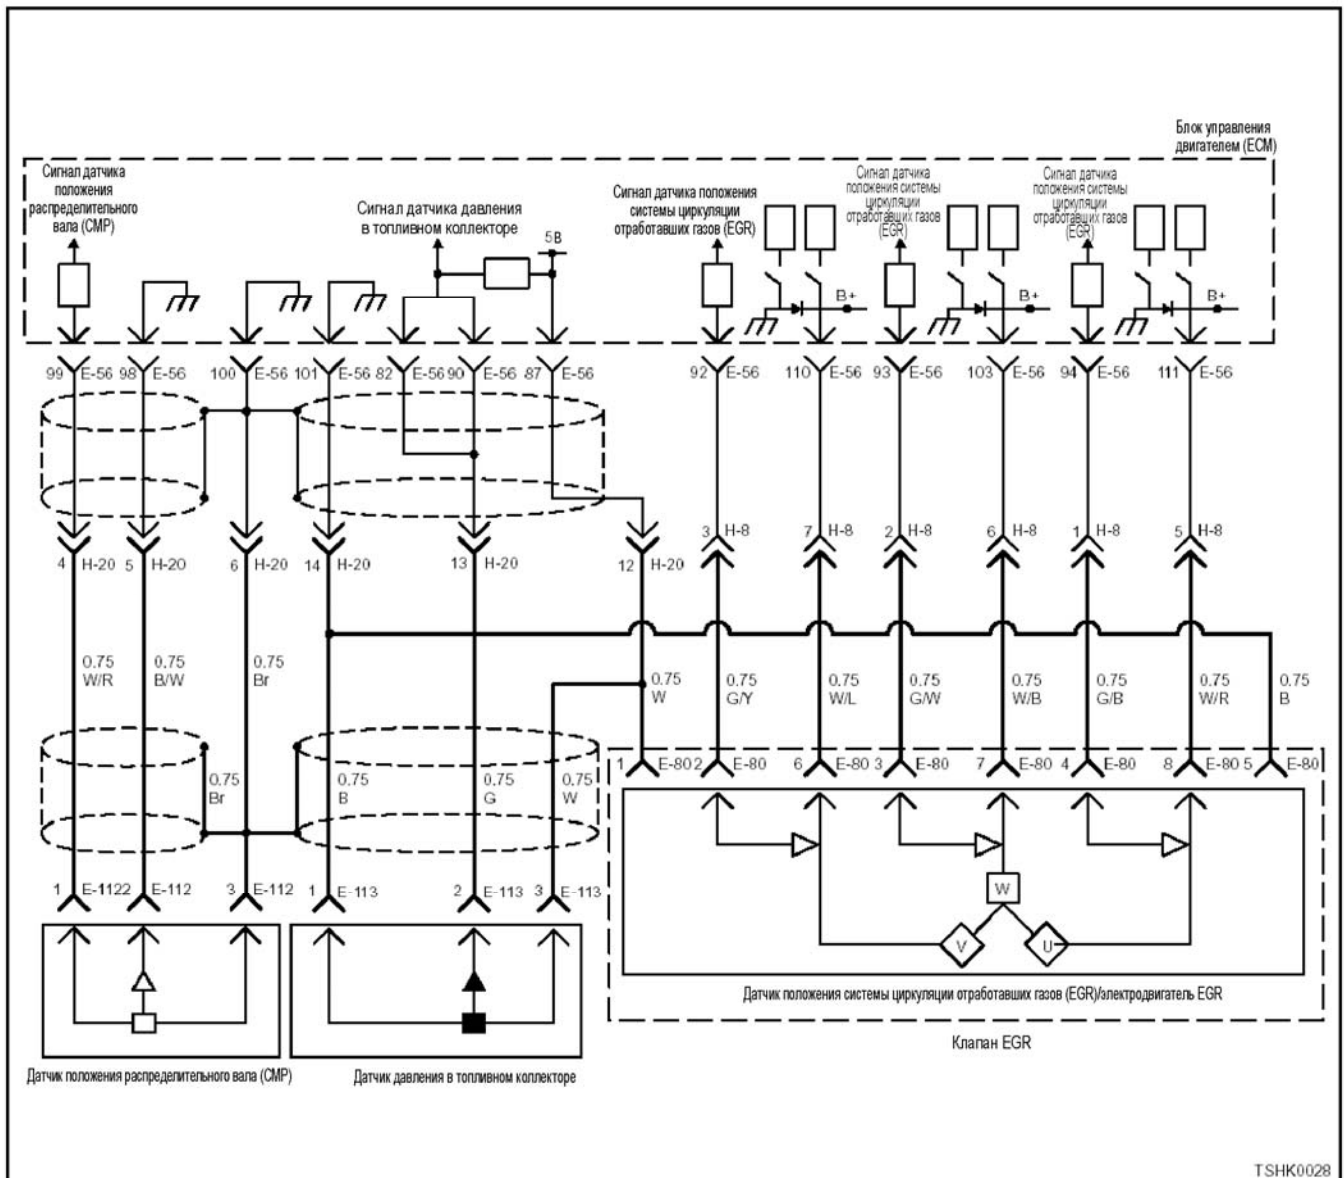 Блок управления
двигателем (ECM)
Сигнал датчика
положения
распределительного
вала (CMP)
Сигнал датчика давления
в топливном коллекторе
5В
Сигнал датчика положения
системы циркуляции
отработавших газов (EGR)
Сигнал датчика
положения системы
циркуляции
отработавших газов
(EGR)
Сигнал датчика
положения системы
циркуляции
отработавших газов
(EGR)
B+ B+ B+
99 E-56 98 E-56 100 E-56 101 E-56 82 E-56 90 E-56 87 E-56 92 E-56 110 E-56 93 E-56 103 E-56 94 E-56 111 E-56
3 H-8 7 H-8 2 H-8 6 H-8 1 H-8 5 H-8
4 H-20 5 H-20 6 H-20 14 H-20 13 H-20 12 H-20
0.75 0.75 0.75 0.75 0.75 0.75 0.75 0.75 0.75 0.75 0.75
W/R B/W Br W G/Y W/L G/W W/B G/B W/R B
1 E-80 2 E-80 6 E-80 3 E-80 7 E-80 4 E-80 8 E-80 5 E-80
0.75 0.75 0.75 0.75
Br B G W
1 E-112 2 E-112 3 E-112 1 E-113 2 E-113 3 E-113
W
V U
Датчик положения системы циркуляции отработавших газов (EGR)/электродвигатель EGR
Клапан EGR
Датчик положения распределительного вала (CMP)
Датчик давления в топливном коллекторе
TSHK0028